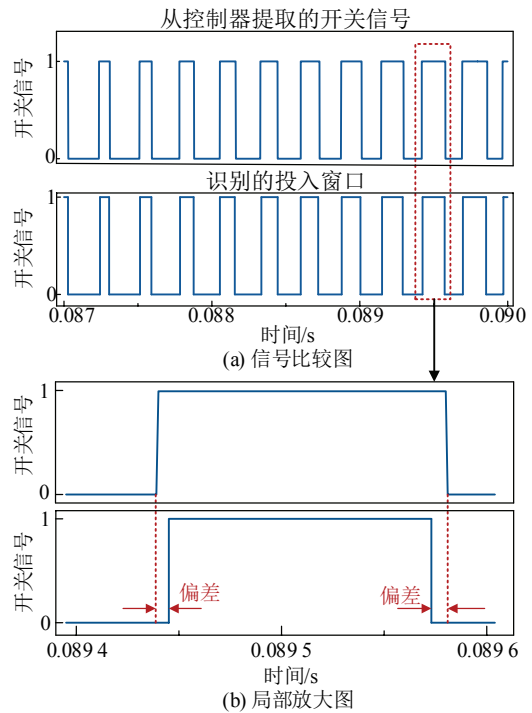 从控制器提取的开关信号
1
开关信号
0
识别的投入窗口
1
开关信号
0
0.087 0.088 0.089 0.090
时间/s
(a) 信号比较图
1
开关信号
0
1
开关信号
偏差 偏差
0
0.089 4 0.089 5 0.089 6
时间/s
(b) 局部放大图